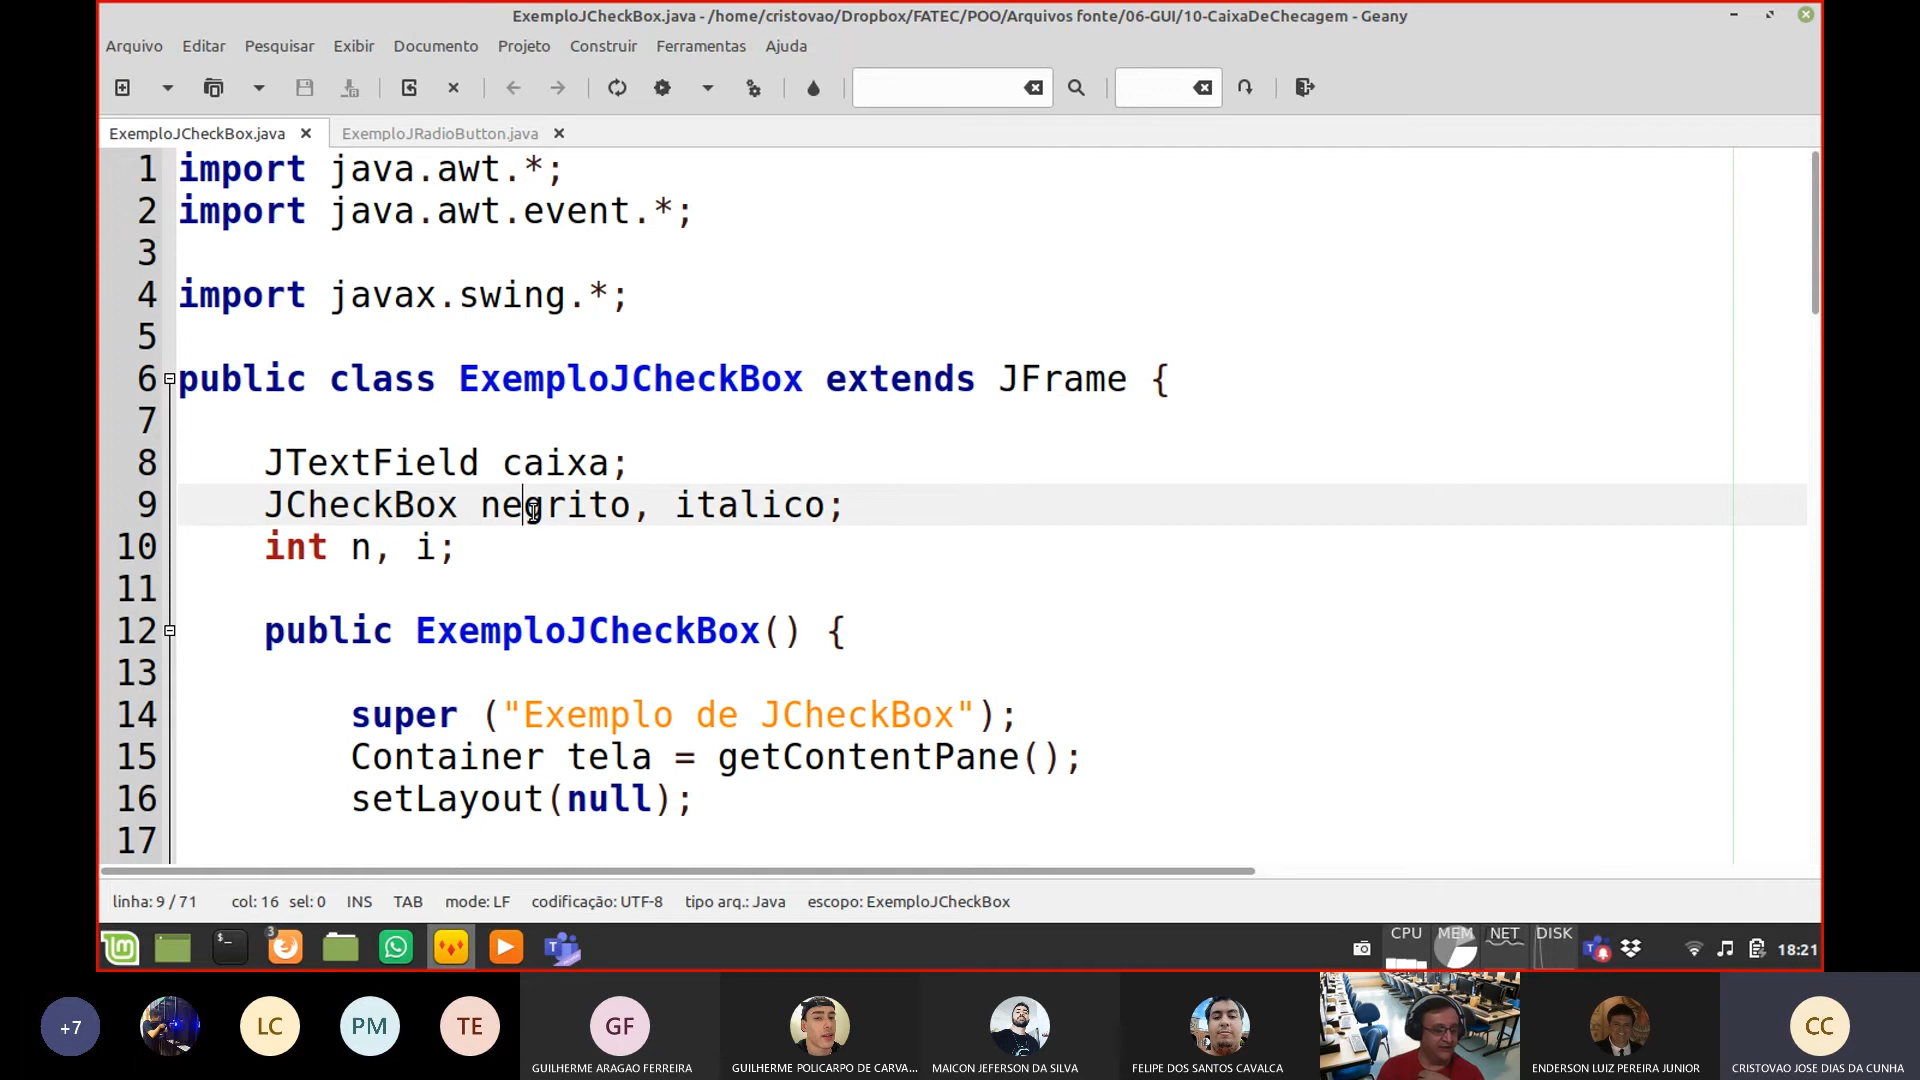 ExemploJCheckBox.java - /home/cristovao/Dropbox/FATEC/POO/Arquivos fonte/06-GUI/10-CaixaDeChecagem - Geany
Arquivo Editar Pesquisar Exibir Documento Projeto Construir Ferramentas Ajuda
ExemploJCheckBox.java ExemploJRadioButton.java
1 import java.awt.*;
2 import java.awt.event.*;
3
4 import javax.swing.*;
5
6 public class ExemploJCheckBox extends JFrame {
7
8 JTextField caixa;
9 JCheckBox negrito, italico;
10 int n, i;
11
12 public ExemploJCheckBox() {
13
14 super ("Exemplo de JCheckBox");
15 Container tela = getContentPane();
16 setLayout(null);
17
linha: 9 / 71 col: 16 sel: 0 INS TAB mode: LF codificação: UTF-8 tipo arq.: Java escopo: ExemploJCheckBox
3 CPU MEM NET DISK 18:21
+7 LC PM TE GF CC
GUILHERME ARAGAO FERREIRA GUILHERME POLICARPO DE CARVA... MAICON JEFERSON DA SILVA FELIPE DOS SANTOS CAVALCA ENDERSON LUIZ PEREIRA JUNIOR CRISTOVAO JOSE DIAS DA CUNHA